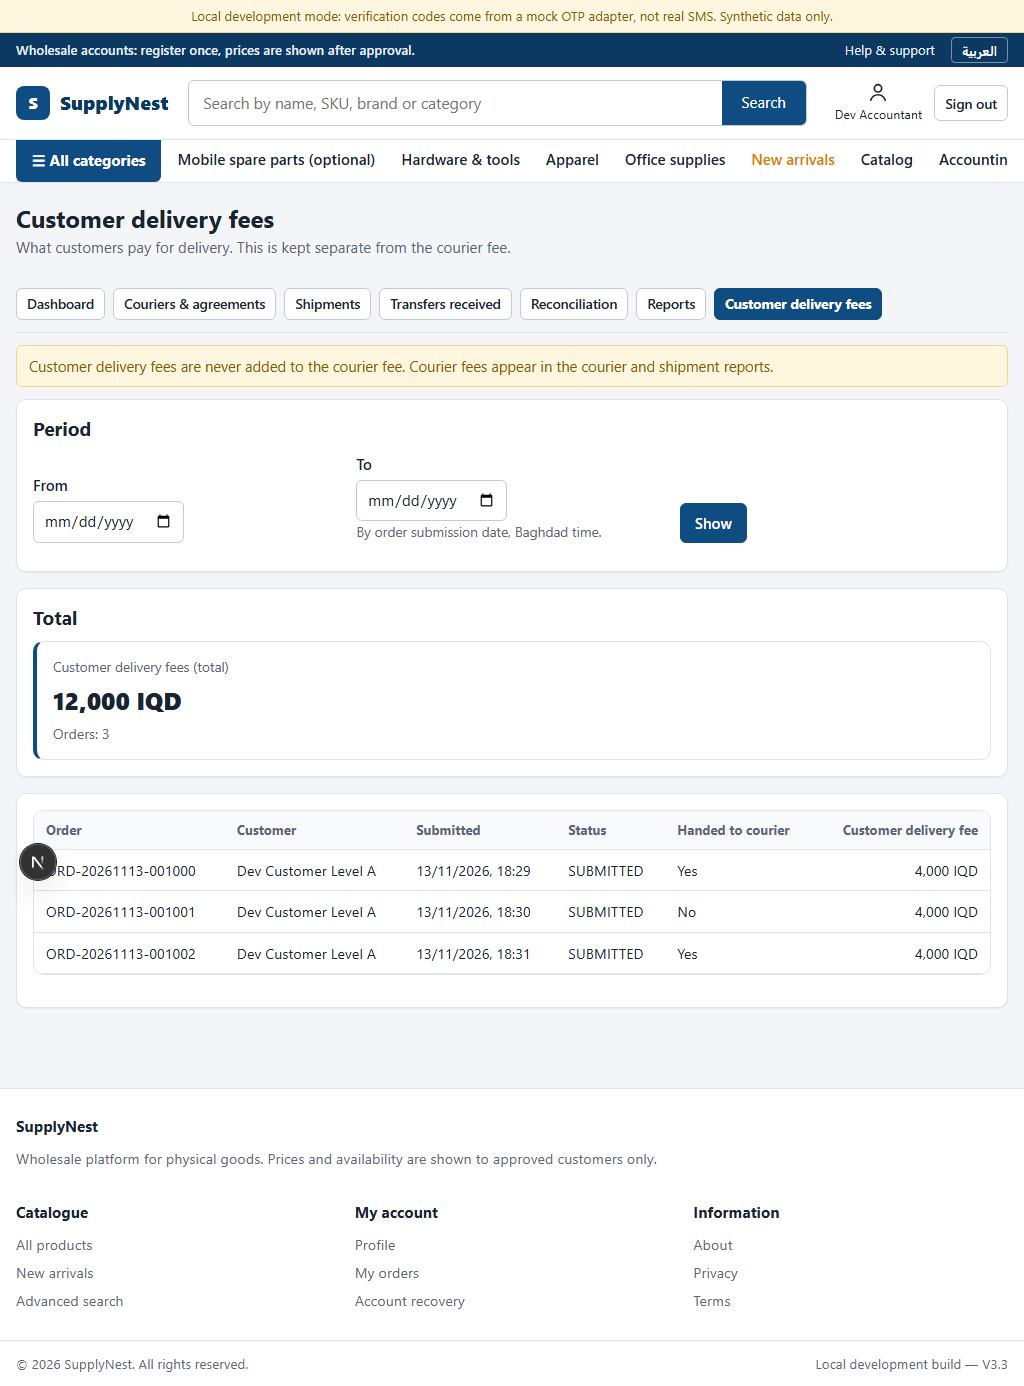 Local development mode: verification codes come from a mock OTP adapter, not real SMS. Synthetic data only.
Wholesale accounts: register once, prices are shown after approval.
Help & support
العربية
S
SupplyNest
Search by name, SKU, brand or category
Search
Dev Accountant
Sign out
☰ All categories
Mobile spare parts (optional)
Hardware & tools
Apparel
Office supplies
New arrivals
Catalog
Accountin
Customer delivery fees
What customers pay for delivery. This is kept separate from the courier fee.
Dashboard
Couriers & agreements
Shipments
Transfers received
Reconciliation
Reports
Customer delivery fees
Customer delivery fees are never added to the courier fee. Courier fees appear in the courier and shipment reports.
Period
From
mm/dd/yyyy
To
mm/dd/yyyy
By order submission date, Baghdad time.
Show
Total
Customer delivery fees (total)
12,000 IQD
Orders: 3
Order Customer Submitted Status Handed to courier Customer delivery fee
N
RD-20261113-001000 Dev Customer Level A 13/11/2026, 18:29 SUBMITTED Yes 4,000 IQD
ORD-20261113-001001 Dev Customer Level A 13/11/2026, 18:30 SUBMITTED No 4,000 IQD
ORD-20261113-001002 Dev Customer Level A 13/11/2026, 18:31 SUBMITTED Yes 4,000 IQD
SupplyNest
Wholesale platform for physical goods. Prices and availability are shown to approved customers only.
Catalogue
All products
New arrivals
Advanced search
My account
Profile
My orders
Account recovery
Information
About
Privacy
Terms
© 2026 SupplyNest. All rights reserved.
Local development build — V3.3